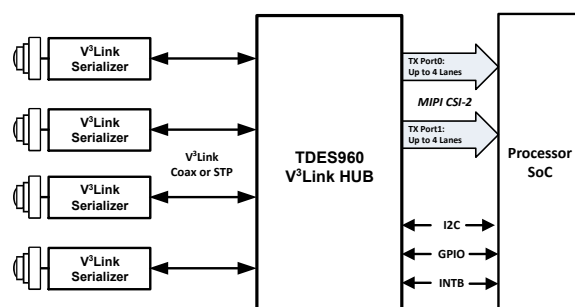 V³Link
Serializer
V³Link
Serializer
V³Link
Serializer
V³Link
Serializer
V³Link
Coax or STP
TDES960
V³Link HUB
TX Port0:
Up to 4 Lanes
MIPI CSI-2
TX Port1:
Up to 4 Lanes
I2C
GPIO
INTB
Processor
SoC